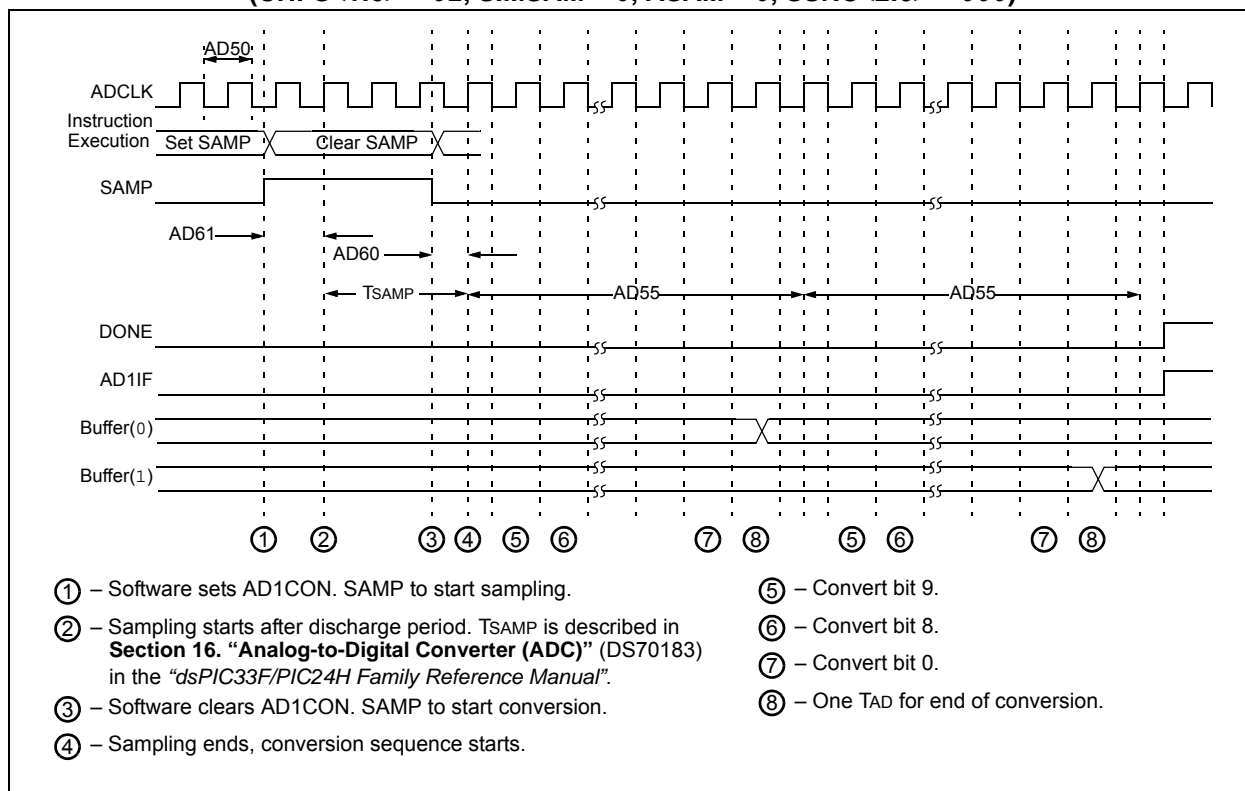 AD50
ADCLK
Instruction
Execution Set SAMP Clear SAMP
SAMP
AD61
AD60
TSAMP AD55 AD55
DONE
AD1IF
Buffer(0)
Buffer(1)
1 2 3 4 5 6 7 8 5 6 7 8
1 – Software sets AD1CON. SAMP to start sampling.
2 – Sampling starts after discharge period. TSAMP is described in
Section 16. “Analog-to-Digital Converter (ADC)” (DS70183)
in the “dsPIC33F/PIC24H Family Reference Manual”.
3 – Software clears AD1CON. SAMP to start conversion.
4 – Sampling ends, conversion sequence starts.
5 – Convert bit 9.
6 – Convert bit 8.
7 – Convert bit 0.
8 – One TAD for end of conversion.